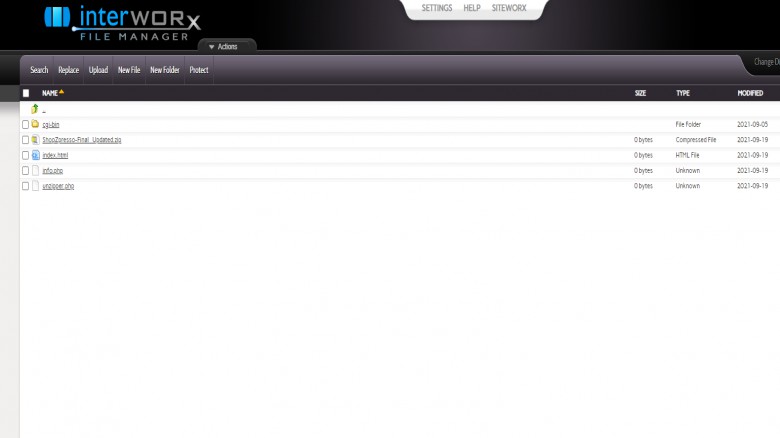 interworx
FILE MANAGER
SETTINGS HELP SITEWORX
Actions
Search Replace Upload New File New Folder Protect
Change Di
NAME SIZE TYPE MODIFIED
..
cgi-bin File Folder 2021-09-05
ShopZpresso-Final_Updated.zip 0 bytes Compressed File 2021-09-19
index.html 0 bytes HTML File 2021-09-19
info.php 0 bytes Unknown 2021-09-19
unzipper.php 0 bytes Unknown 2021-09-19